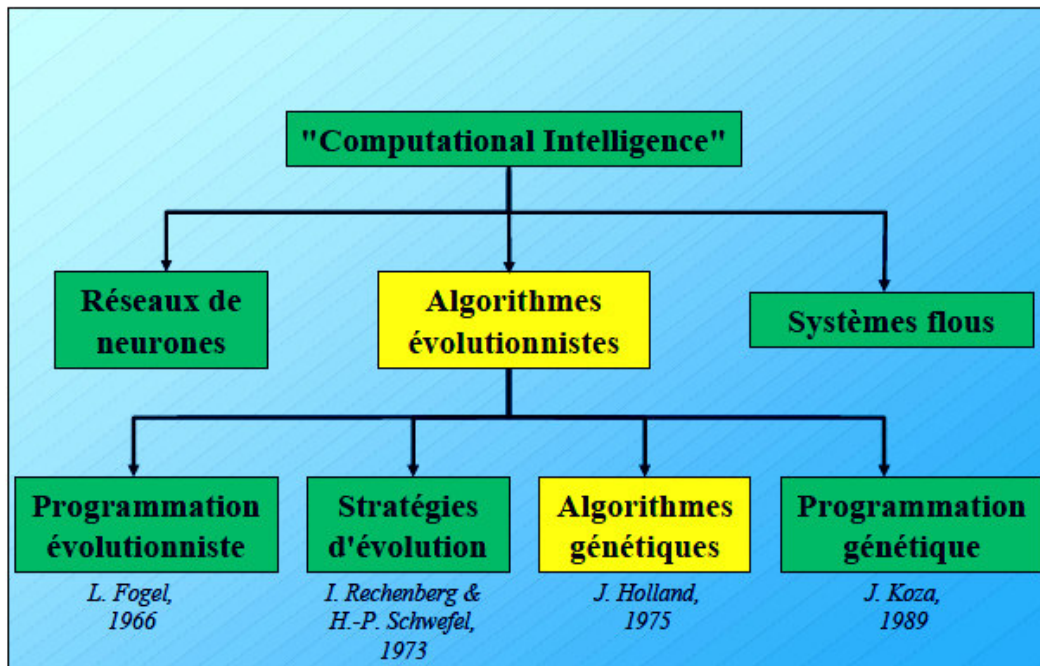 "Computational Intelligence"
Réseaux de
neurones
Algorithmes
évolutionnistes
Systèmes flous
Programmation
évolutionniste
L. Fogel,
1966
Stratégies
d'évolution
I. Rechenberg &
H.-P. Schwefel,
1973
Algorithmes
génétiques
J. Holland,
1975
Programmation
génétique
J. Koza,
1989